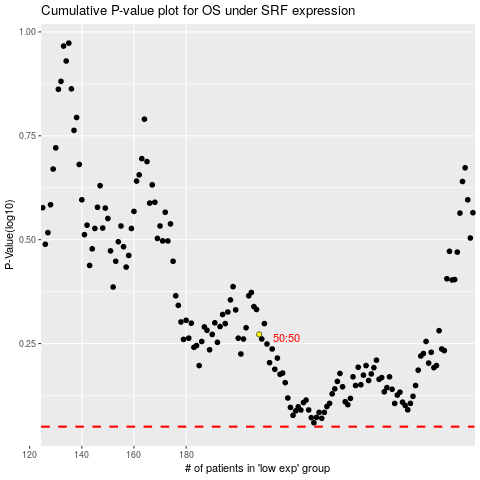 Cumulative P-value plot for OS under SRF expression
P-Value(log10)
1.00
0.75
0.50
0.25
50:50
120 140 160 180
# of patients in 'low exp' group